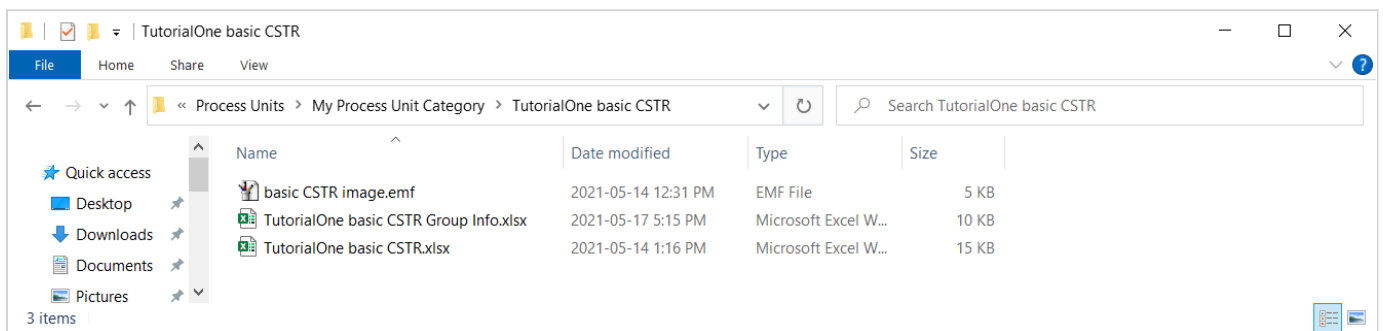 TutorialOne basic CSTR
File Home Share View
« Process Units > My Process Unit Category > TutorialOne basic CSTR Search TutorialOne basic CSTR
Name Date modified Type Size
Quick access
basic CSTR image.emf 2021-05-14 12:31 PM EMF File 5 KB
Desktop
TutorialOne basic CSTR Group Info.xlsx 2021-05-17 5:15 PM Microsoft Excel W... 10 KB
Downloads
TutorialOne basic CSTR.xlsx 2021-05-14 1:16 PM Microsoft Excel W... 15 KB
Documents
Pictures
3 items